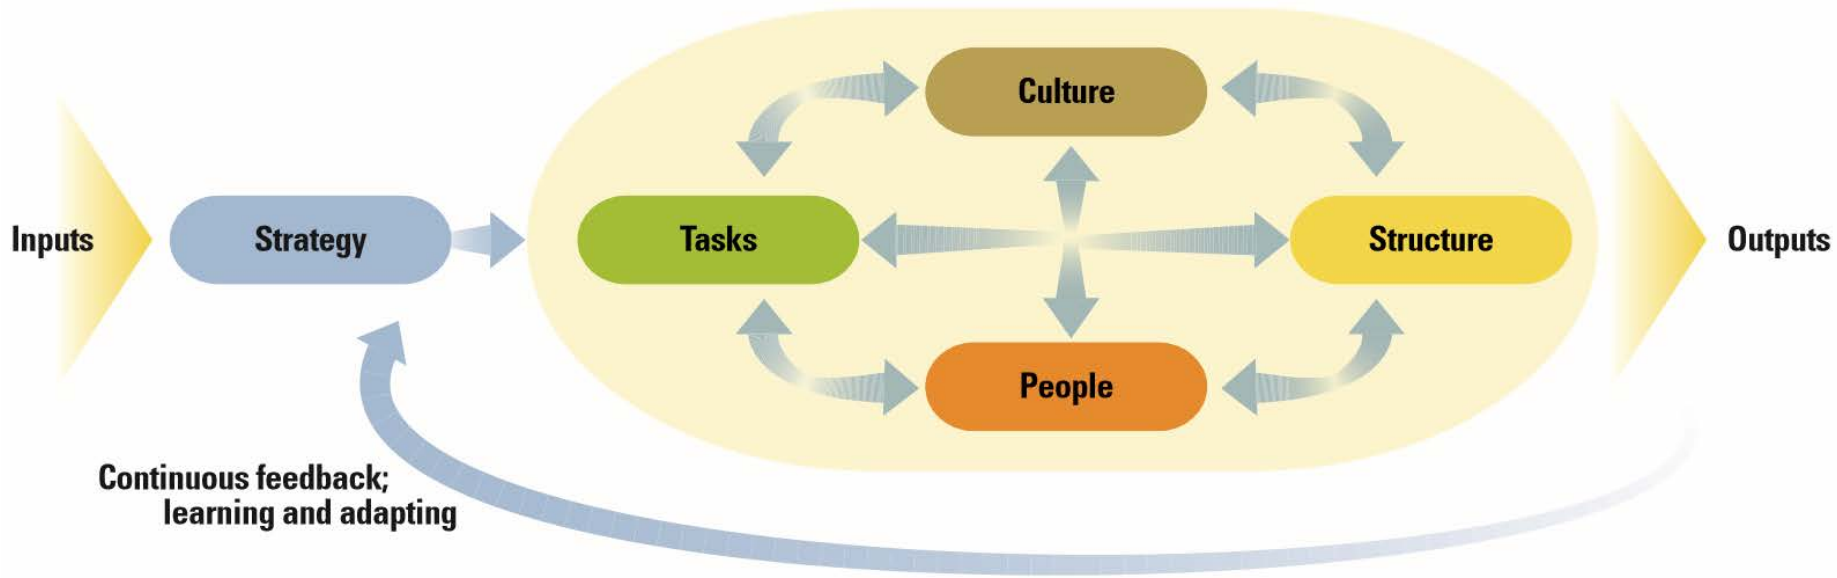 Culture
Inputs
Strategy
Tasks
Structure
Outputs
People
Continuous feedback;
learning and adapting